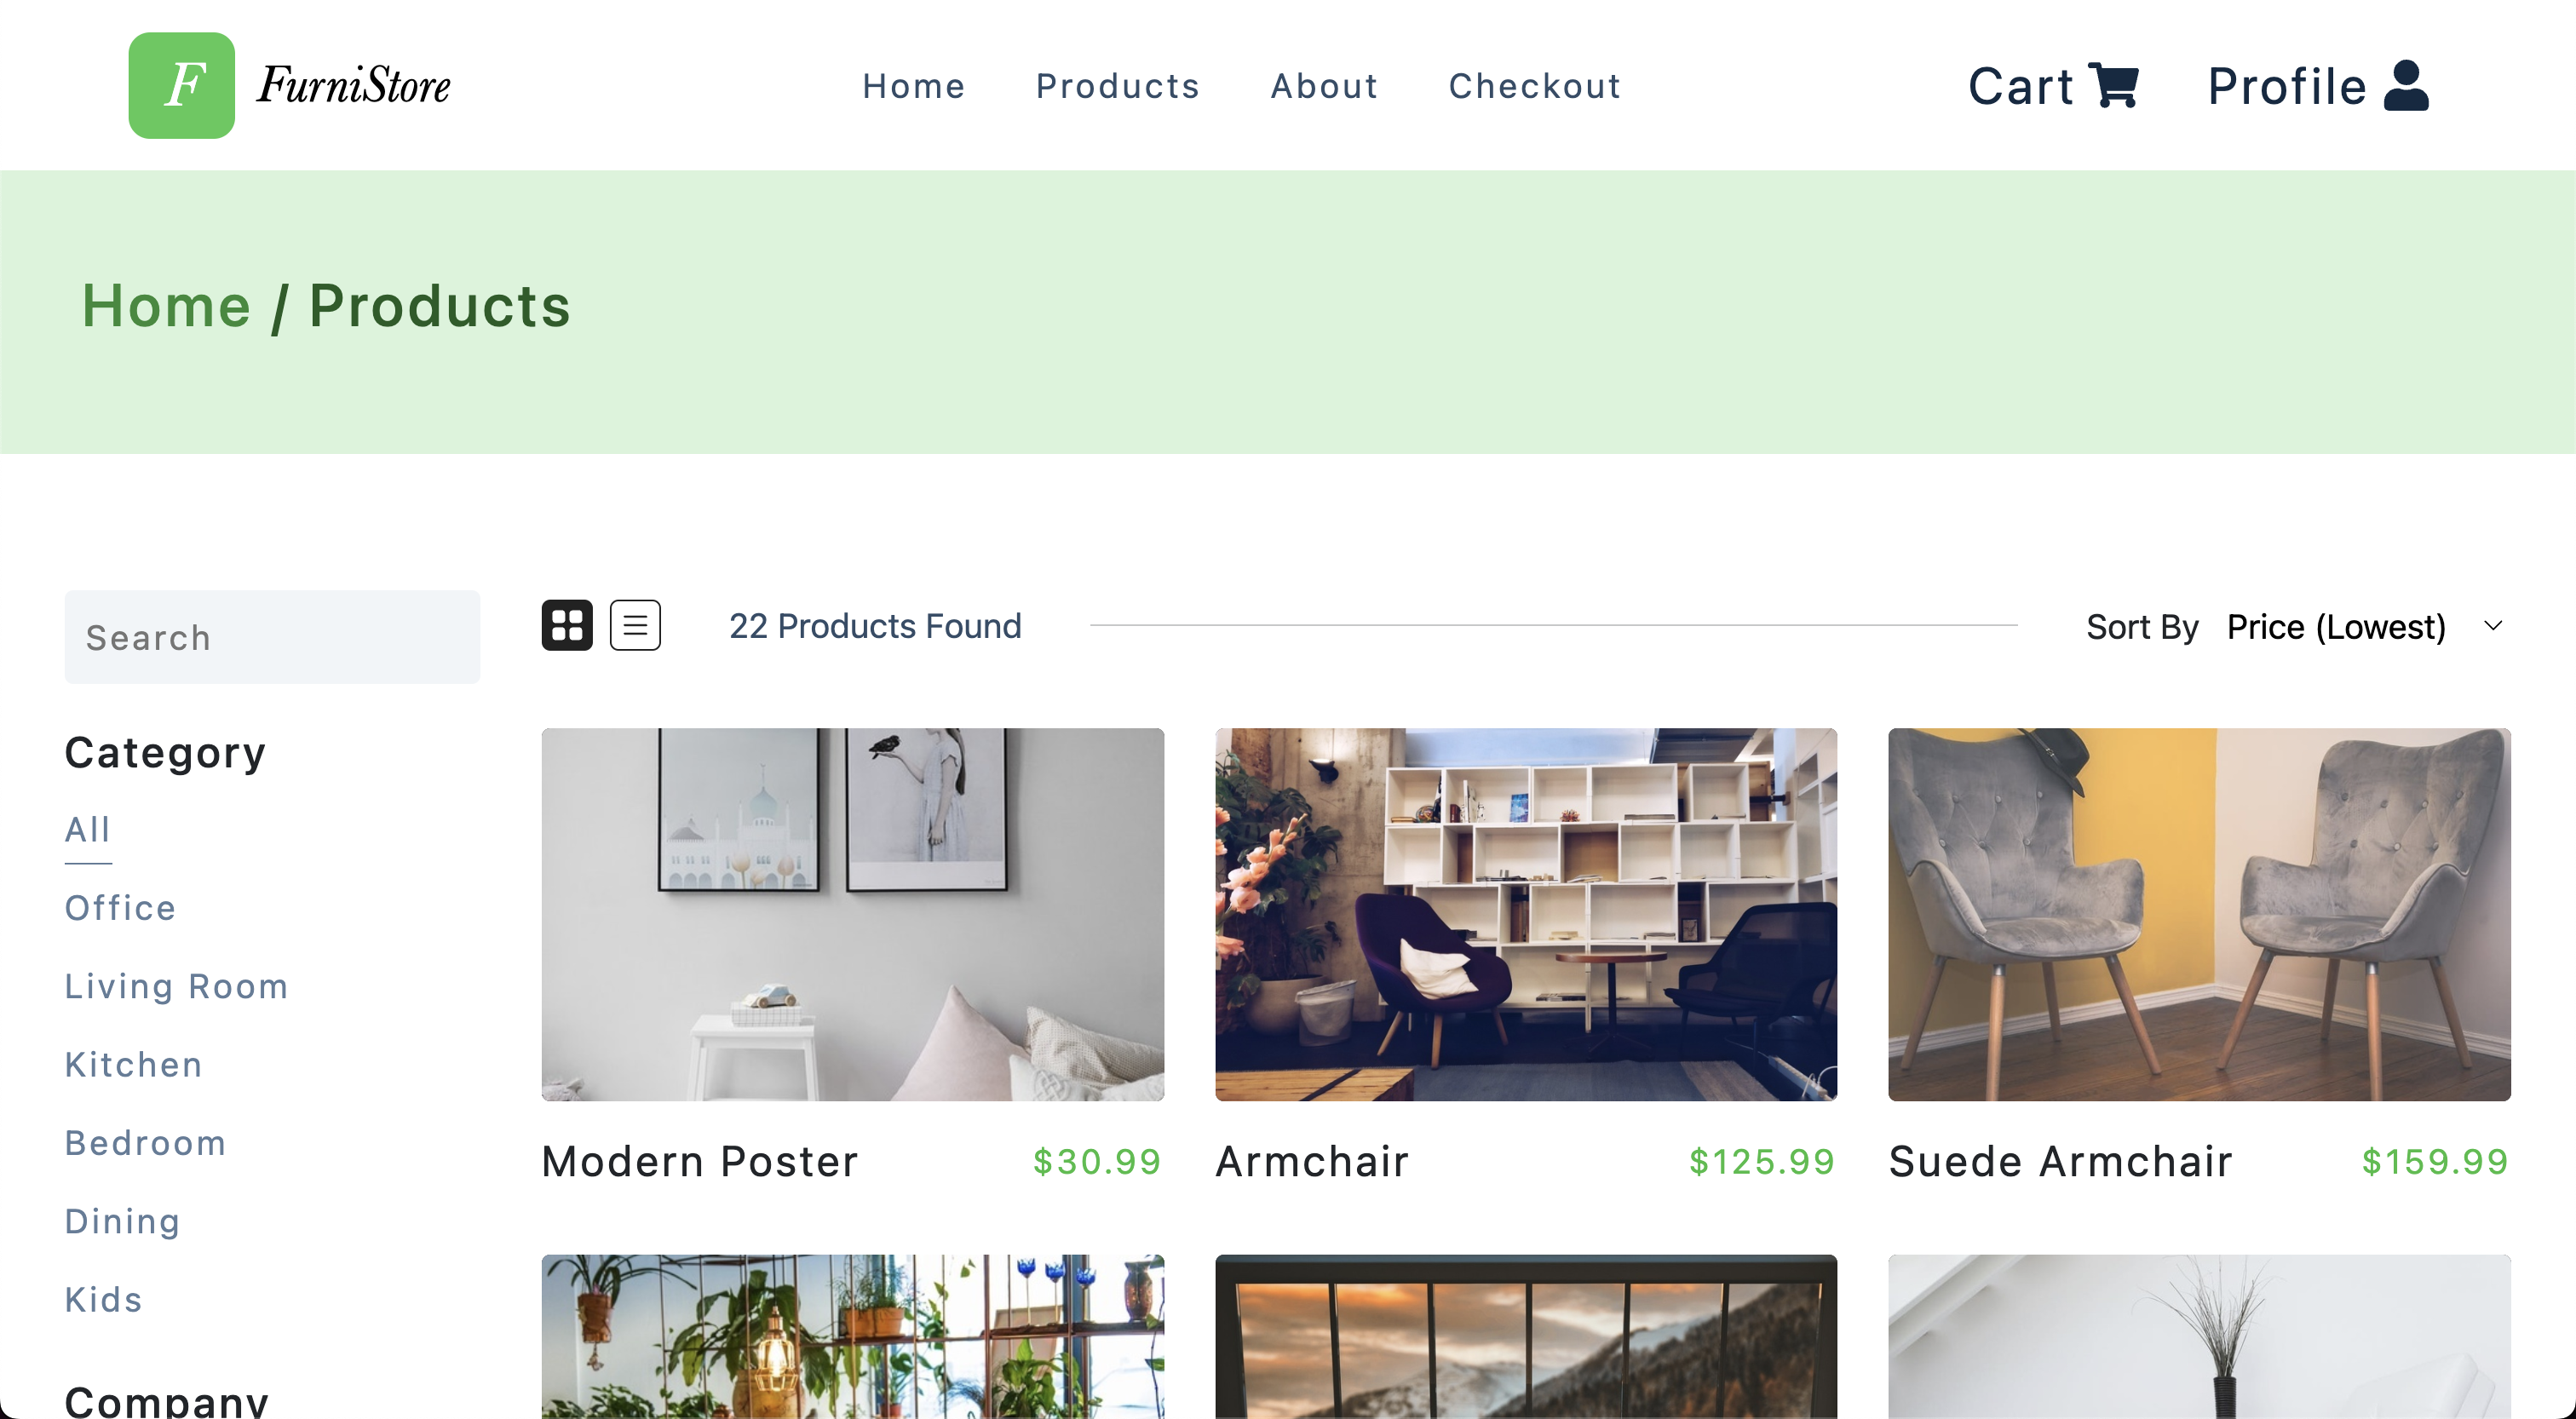 F FurniStore
Home Products About Checkout
Cart Profile
Home / Products
Search
22 Products Found
Sort By Price (Lowest)
Category
All
Office
Living Room
Kitchen
Bedroom
Dining
Kids
Company
Modern Poster $30.99
Armchair $125.99
Suede Armchair $159.99